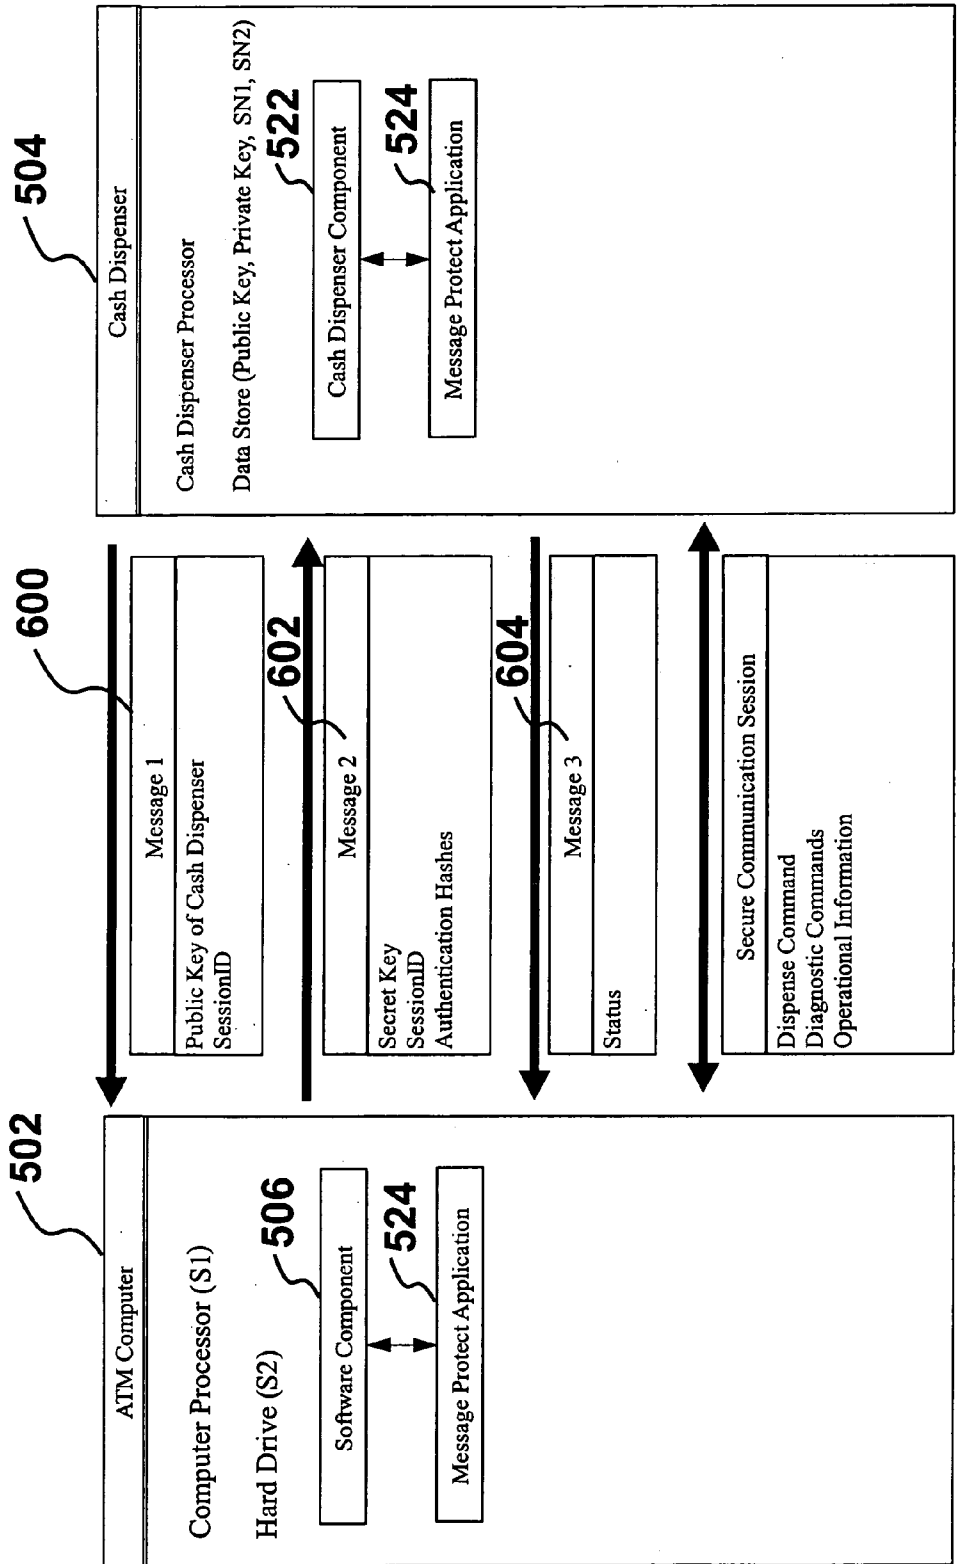 502
ATM Computer
Computer Processor (S1)
Hard Drive (S2)
506
Software Component
524
Message Protect Application
600
Message 1
Public Key of Cash Dispenser
SessionID
602
Message 2
Secret Key
SessionID
Authentication Hashes
604
Message 3
Status
Secure Communication Session
Dispense Command
Diagnostic Commands
Operational Information
504
Cash Dispenser
Cash Dispenser Processor
Data Store (Public Key, Private Key, SN1, SN2)
522
Cash Dispenser Component
524
Message Protect Application